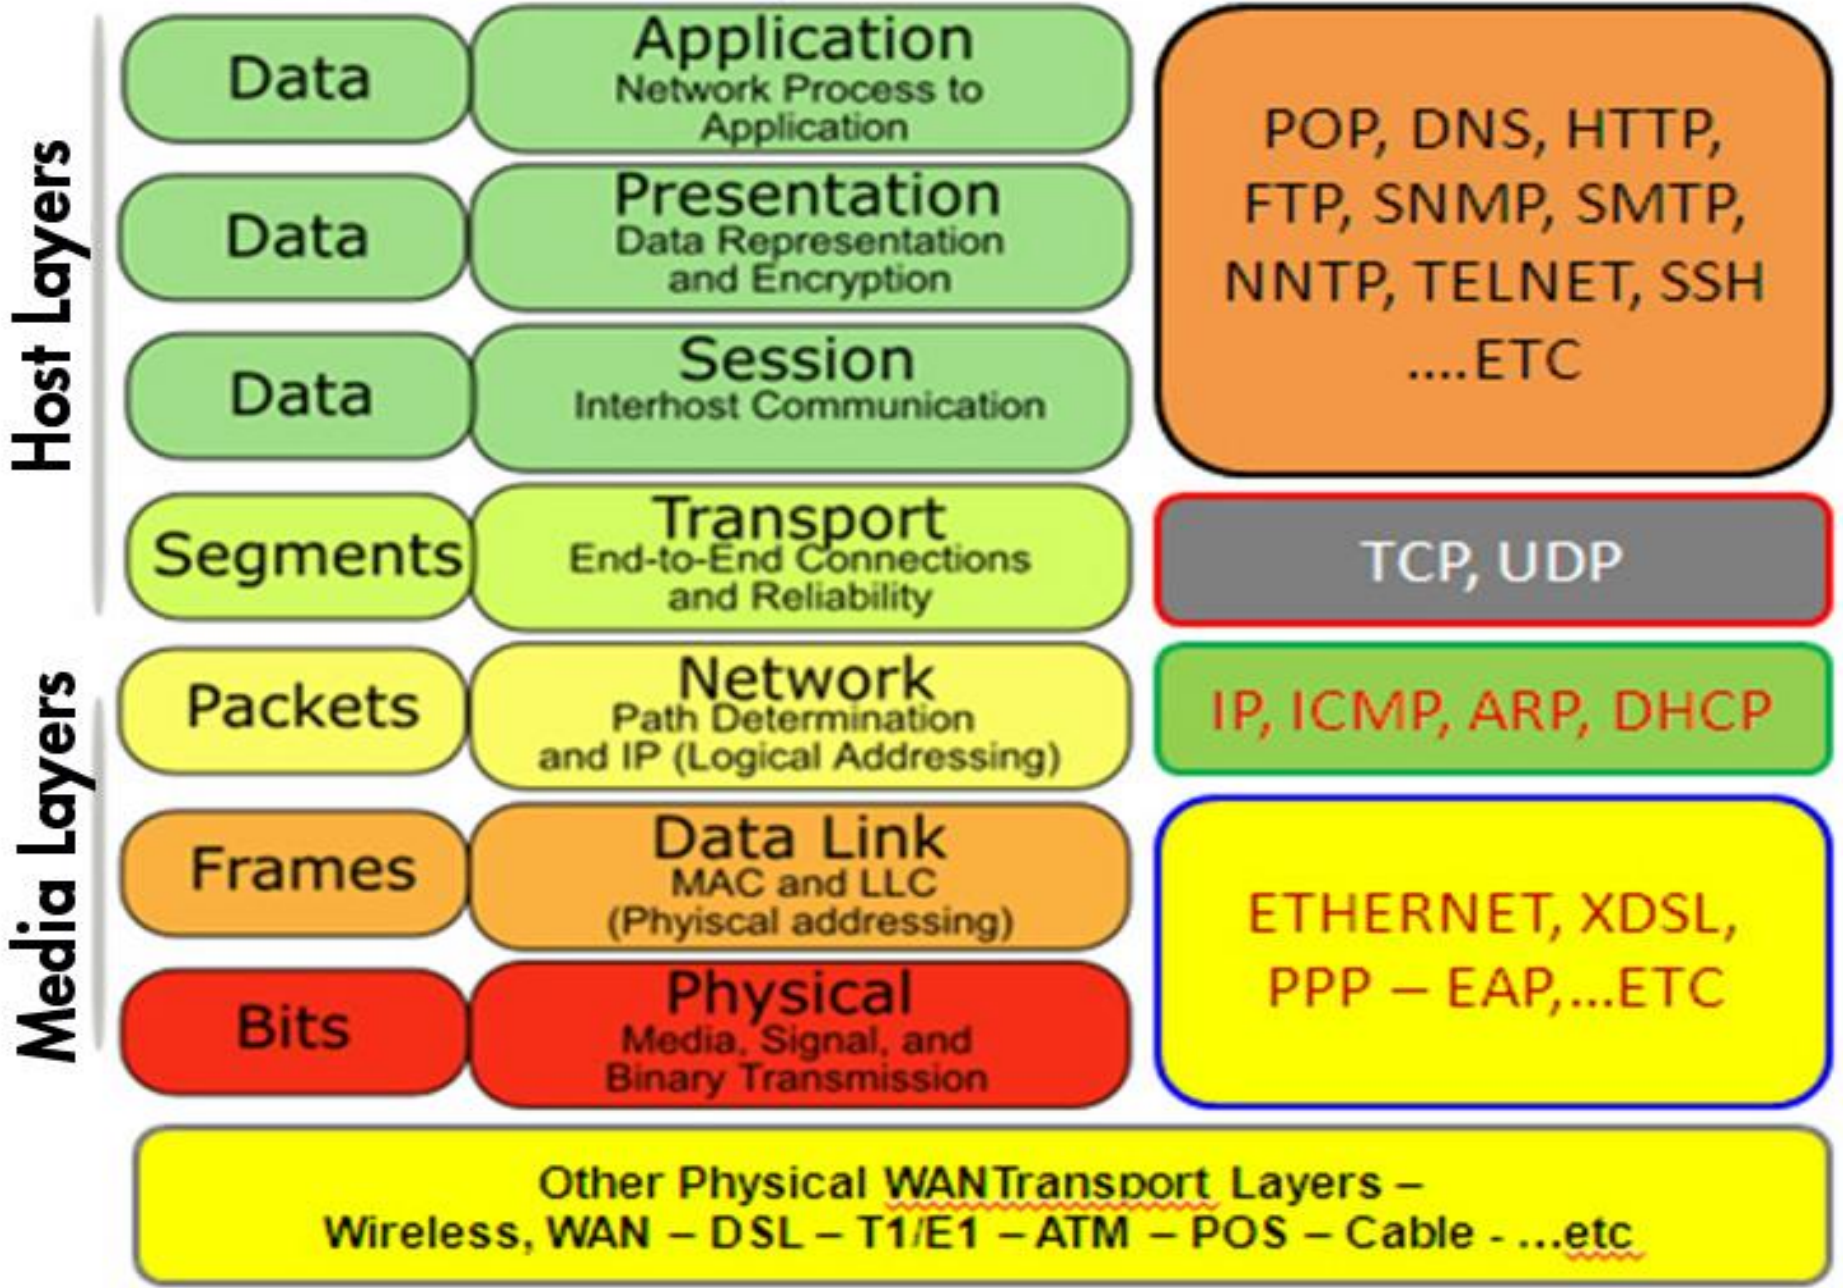 Host Layers
Data
Application
Network Process to
Application
Data
Presentation
Data Representation
and Encryption
Data
Session
Interhost Communication
POP, DNS, HTTP,
FTP, SNMP, SMTP,
NNTP, TELNET, SSH
....ETC
Segments
Transport
End-to-End Connections
and Reliability
TCP, UDP
Media Layers
Packets
Network
Path Determination
and IP (Logical Addressing)
IP, ICMP, ARP, DHCP
Frames
Data Link
MAC and LLC
(Phyiscal addressing)
Bits
Physical
Media, Signal, and
Binary Transmission
ETHERNET, XDSL,
PPP – EAP,...ETC
Other Physical WANTransport Layers –
Wireless, WAN – DSL – T1/E1 – ATM – POS – Cable - ...etc